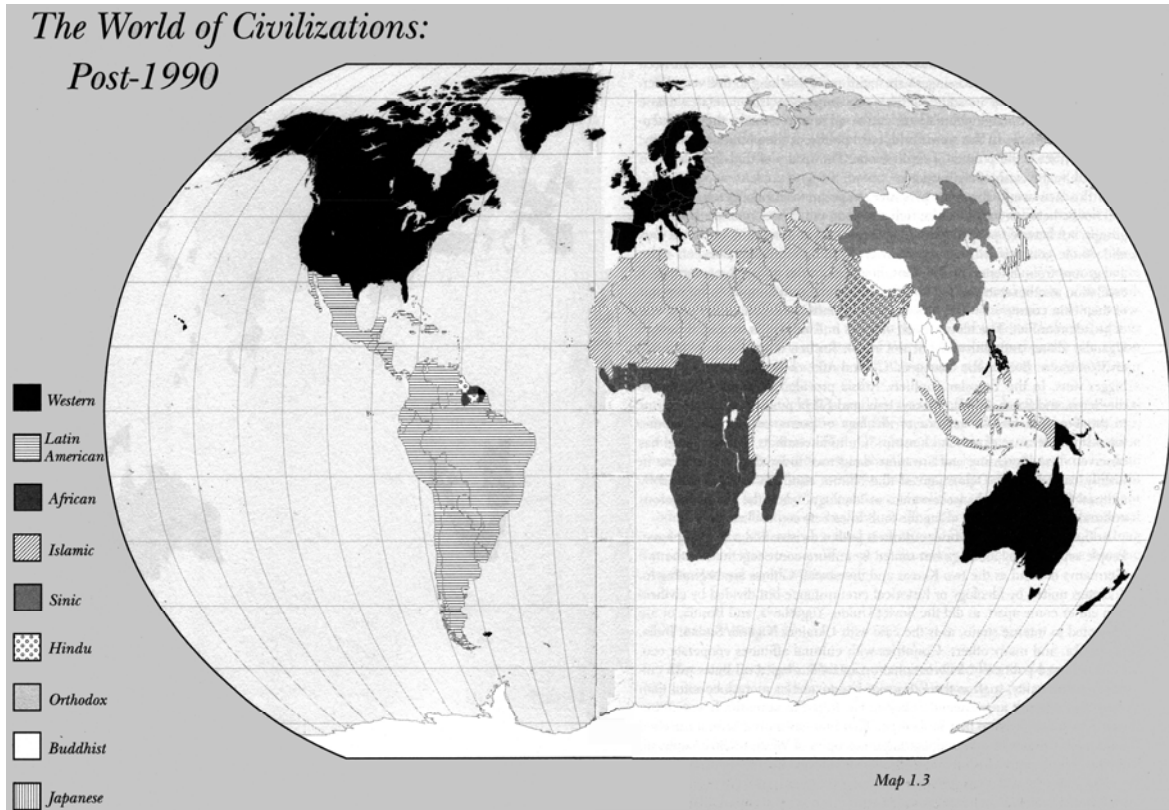 The World of Civilizations:
Post-1990
Western
Latin
American
African
Islamic
Sinic
Hindu
Orthodox
Buddhist
Japanese
Map 1.3